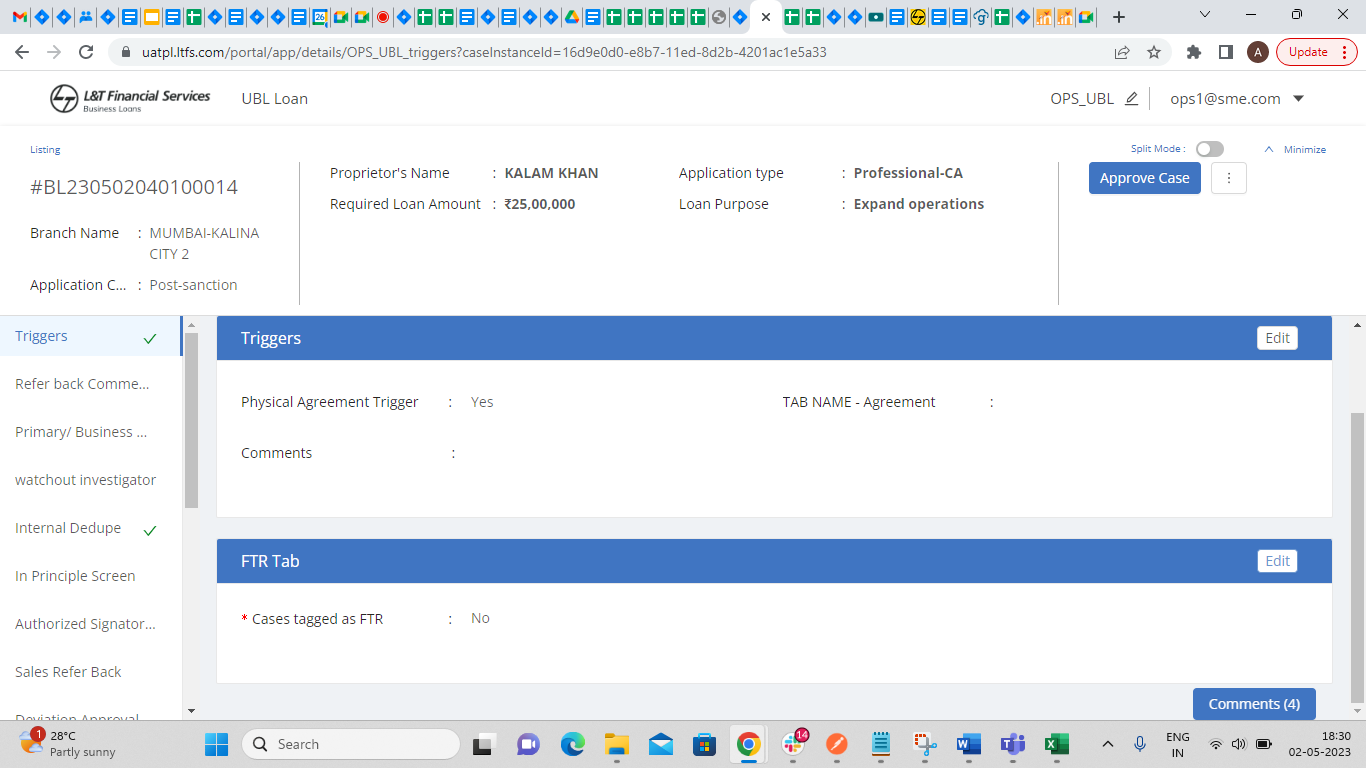 26
Update
uatpl.ltfs.com/portal/app/details/OPS_UBL_triggers?caseInstanceId=16d9e0d0-e8b7-11ed-8d2b-4201ac1e5a33
A
L&T Financial Services
Business Loans
UBL Loan
OPS_UBL
ops1@sme.com
Listing
Split Mode :
Minimize
#BL230502040100014
Proprietor's Name : KALAM KHAN
Application type : Professional-CA
Approve Case
Required Loan Amount : ₹25,00,000
Loan Purpose : Expand operations
Branch Name : MUMBAI-KALINA
CITY 2
Application C... : Post-sanction
Triggers
Refer back Comme...
Primary/ Business ...
watchout investigator
Internal Dedupe
In Principle Screen
Authorized Signator...
Sales Refer Back
Deviation Approval
Triggers
Edit
Physical Agreement Trigger : Yes
TAB NAME - Agreement :
Comments :
FTR Tab
Edit
* Cases tagged as FTR : No
Comments (4)
1
28°C
Partly sunny
Search
14
ENG
IN
18:30
02-05-2023